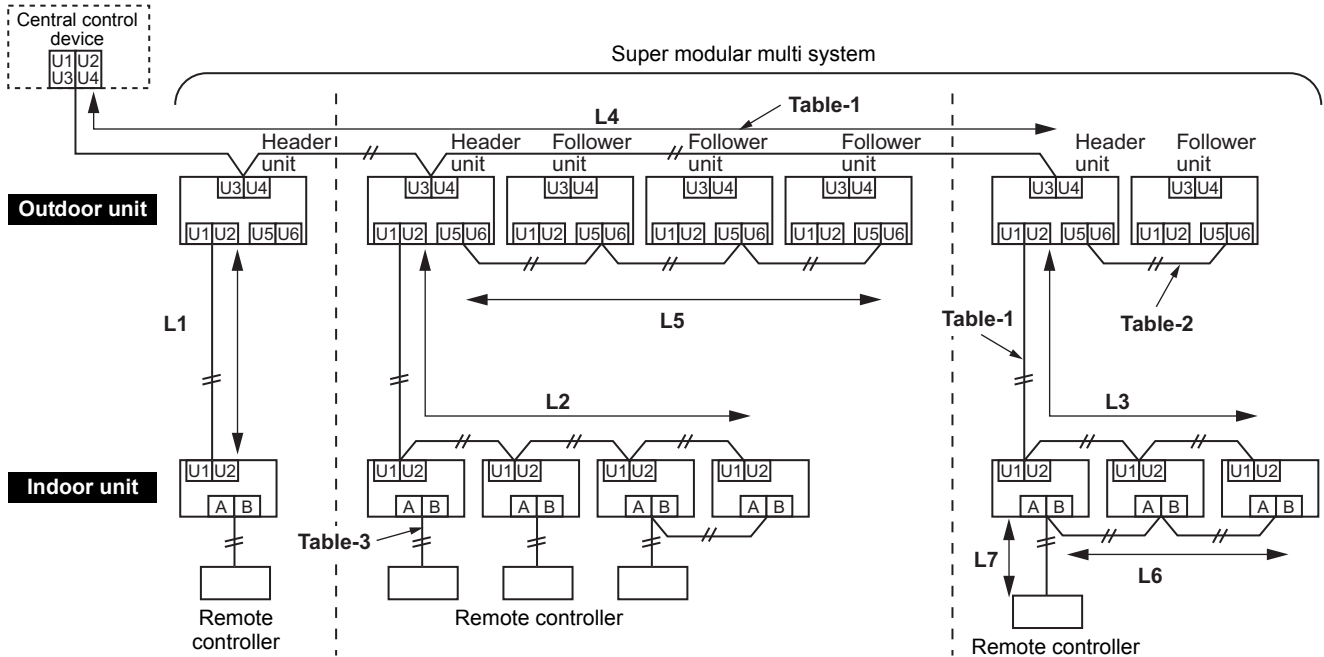 Central control
device
U1 U2
U3 U4
Super modular multi system
L4
Table-1
Header
unit
Header
unit
Follower
unit
Follower
unit
Follower
unit
Header
unit
Follower
unit
Outdoor unit
U3 U4
U3 U4
U3 U4
U3 U4
U3 U4
U3 U4
U3 U4
U1 U2 U5 U6
U1 U2 U5 U6
U1 U2 U5 U6
U1 U2 U5 U6
U1 U2 U5 U6
U1 U2 U5 U6
U1 U2 U5 U6
L1
L5
Table-1
Table-2
L2
L3
Indoor unit
U1 U2
U1 U2
U1 U2
U1 U2
U1 U2
U1 U2
U1 U2
U1 U2
A B
A B
A B
A B
A B
A B
A B
A B
Table-3
L7
L6
Remote
controller
Remote controller
Remote controller